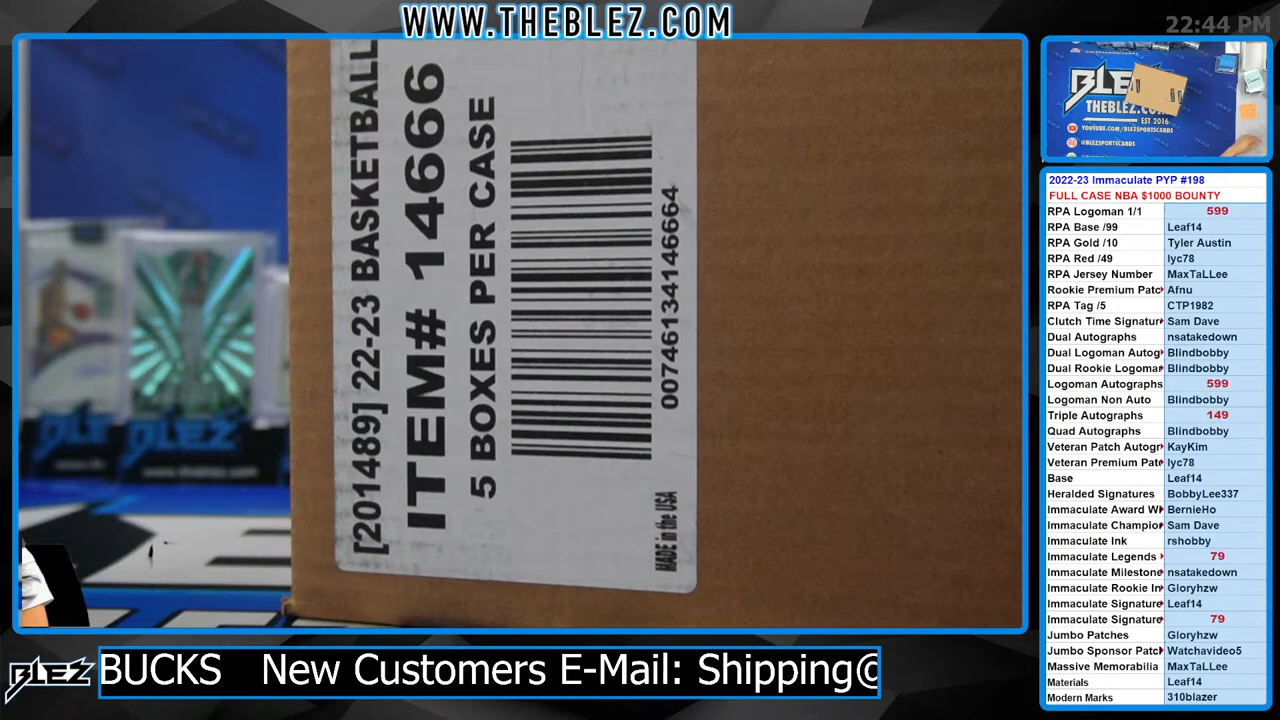 WWW.THEBLEZ.COM
22:44 PM
[201489] 22-23 BASKETBALL
ITEM# 14666
5 BOXES PER CASE
00746134146664
MADE in the USA
BLEZ
THEBLEZ.CO
EST 2016
YOUTUBE.COM/BLEZSPORTSCARDS
@BLEZSPORTSCARDS
2022-23 Immaculate PYP #198
FULL CASE NBA $1000 BOUNTY
RPA Logoman 1/1 599
RPA Base /99 Leaf14
RPA Gold /10 Tyler Austin
RPA Red /49 lyc78
RPA Jersey Number MaxTaLLee
Rookie Premium Patc Afnu
RPA Tag /5 CTP1982
Clutch Time Signatur Sam Dave
Dual Autographs nsatakedown
Dual Logoman Autog Blindbobby
Dual Rookie Logoma Blindbobby
Logoman Autographs 599
Logoman Non Auto Blindbobby
Triple Autographs 149
Quad Autographs Blindbobby
Veteran Patch Autogr KayKim
Veteran Premium Pat lyc78
Base Leaf14
Heralded Signatures BobbyLee337
Immaculate Award Wi BernieHo
Immaculate Champio Sam Dave
Immaculate Ink rshobby
Immaculate Legends 79
Immaculate Milestone nsatakedown
Immaculate Rookie In Gloryhzw
Immaculate Signature Leaf14
Immaculate Signature 79
Jumbo Patches Gloryhzw
Jumbo Sponsor Patch Watchavideo5
Massive Memorabilia MaxTaLLee
Materials Leaf14
Modern Marks 310blazer
BLEZ
BUCKS New Customers E-Mail: Shipping@